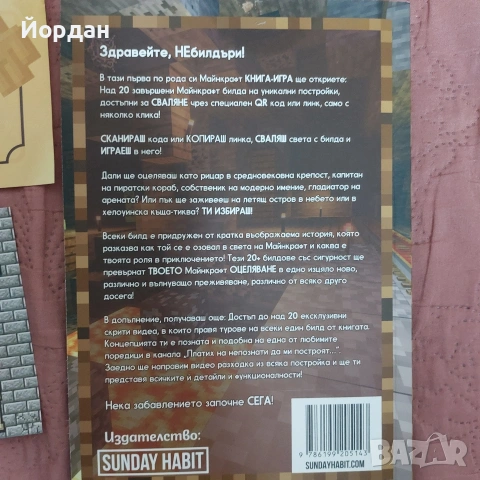 Йордан
Здравейте, НЕбилдъри!
В тази първа по рода си Майнкрафт КНИГА-ИГРА ще откриете:
Над 20 завършени Майнкрафт билда на уникални постройки,
достъпни за СВАЛЯНЕ чрез специален QR код или линк, само с
няколко клика!
СКАНИРАШ кода или КОПИРАШ линка, СВАЛЯШ света с билда и
ИГРАЕШ в него!
Дали ще оцеляваш като рицар в средновековна крепост, капитан
на пиратски кораб, собственик на модерно имение, гладиатор на
арената? Или пък ще заживееш на летящ остров в небето или в
хелоуинска къща-тиква? ТИ ИЗБИРАШ!
Всеки билд е придружен от кратка въображаема история, която
разказва как той се е озовал в света на Майнкрафт и каква е
твоята роля в приключението! Тези 20+ билдове със сигурност ще
превърнат ТВОЕТО Майнкрафт ОЦЕЛЯВАНЕ в едно изцяло ново,
различно и вълнуващо преживяване, различно от всяко друго
досега!
В допълнение, получаваш още: Достъп до над 20 ексклузивни
скрити видеа, в които правя турове на всеки един билд от книгата.
Концепцията ти е позната и подобна на една от любимите
поредици в канала „Платих на непознати да ми построят...".
Заедно ще направим видео разходка из всяка постройка и ще ти
представя всичките и детайли и функционалности!
Нека забавлението започне СЕГА!
Издателство:
SUNDAY HABIT
9 786199 205143
SUNDAYHABIT.COM
BAZAR